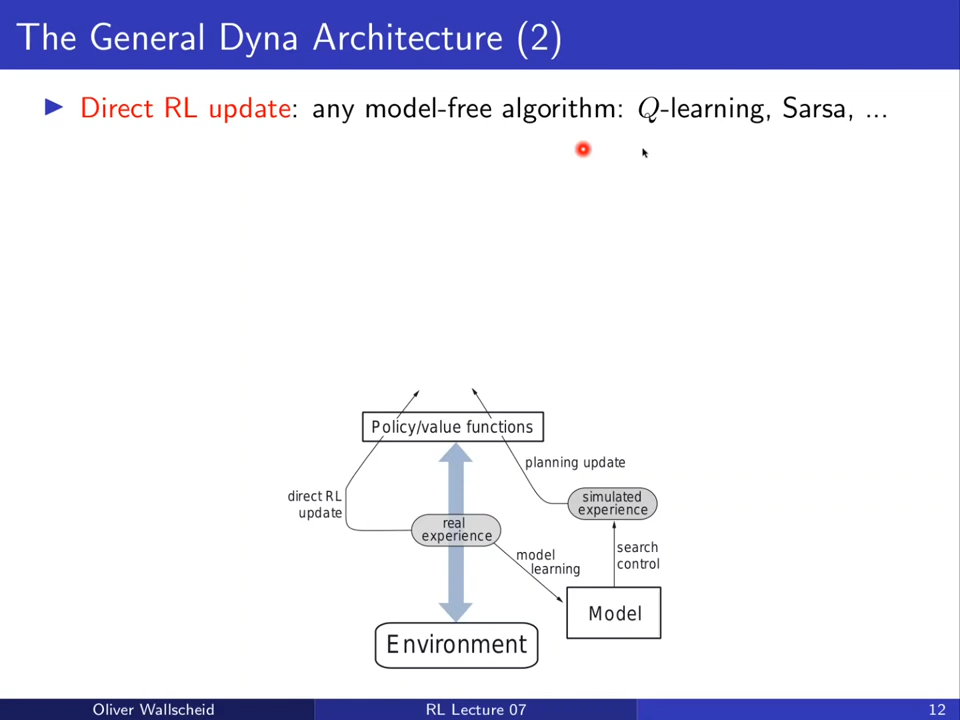 The General Dyna Architecture (2)
Direct RL update: any model-free algorithm: Q-learning, Sarsa, ...
Policy/value functions
planning update
direct RL
update
simulated
experience
real
experience
model
learning
search
control
Model
Environment
Oliver Wallscheid
RL Lecture 07
12